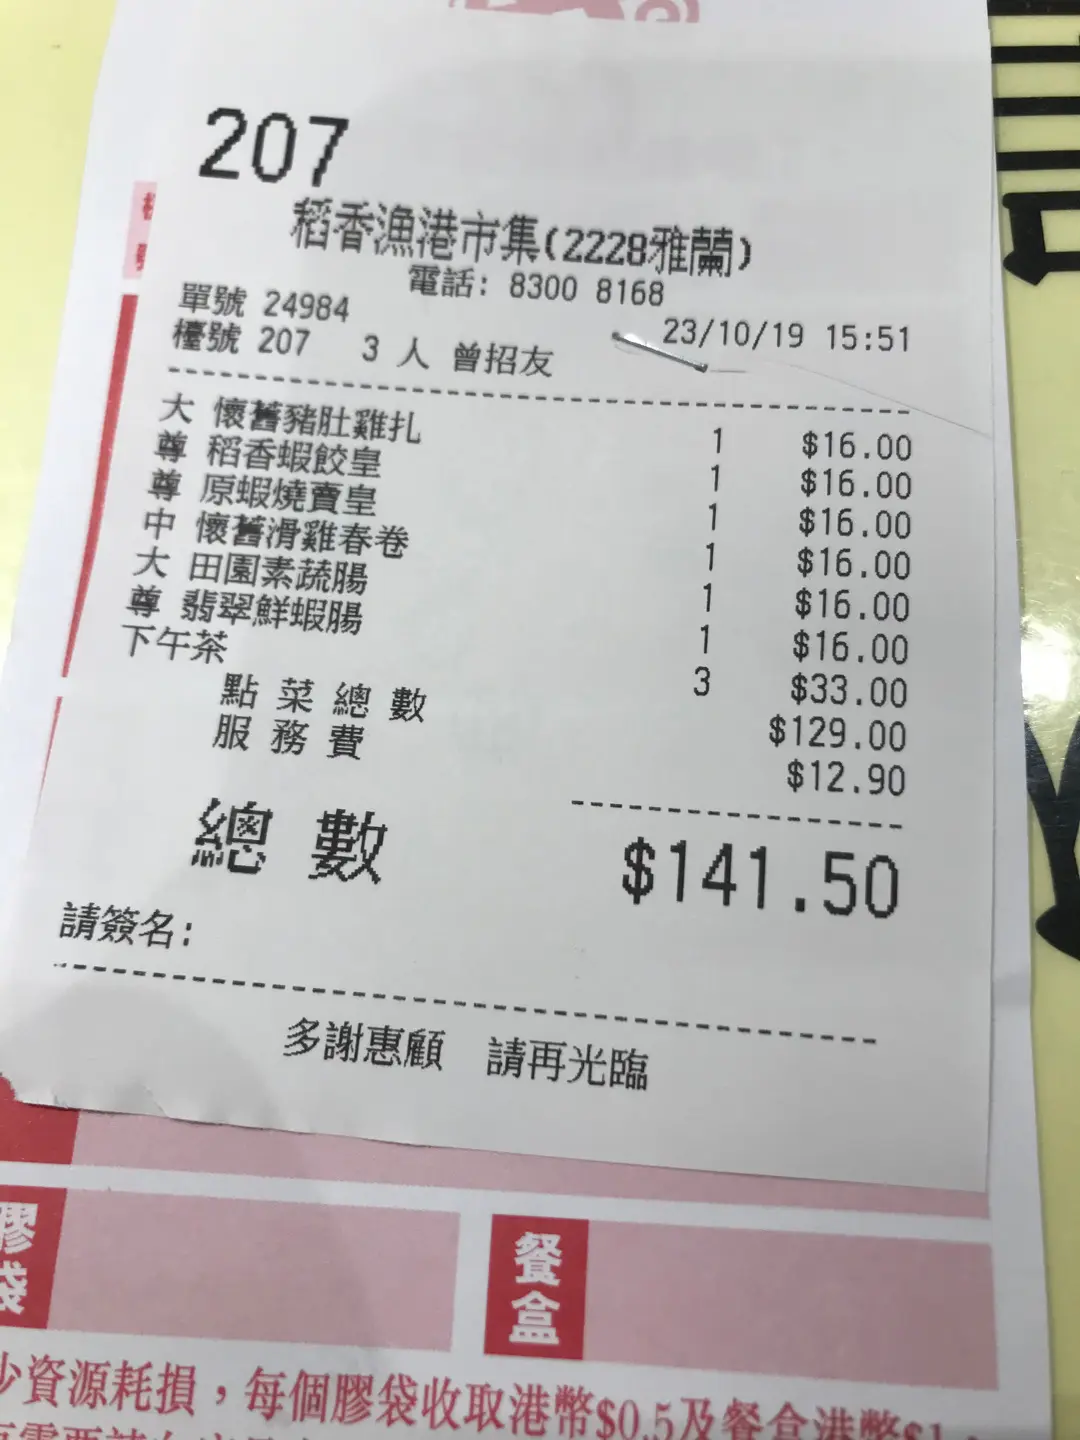 207
稻香漁港市集(2228雅蘭)
電話: 8300 8168
單號 24984 23/10/19 15:51
檯號 207 3 人 曾招友
大 懷舊豬肚雞扎 1 $16.00
尊 稻香蝦餃皇 1 $16.00
尊 原蝦燒賣皇 1 $16.00
中 懷舊滑雞春卷 1 $16.00
大 田園素蔬腸 1 $16.00
尊 翡翠鮮蝦腸 1 $16.00
下午茶 3 $33.00
點 菜 總 數 $129.00
服 務 費 $12.90
總 數 $141.50
請簽名:
多謝惠顧 請再光臨
膠袋
餐盒
少資源耗損，每個膠袋收取港幣$0.5及餐盒港幣$1，